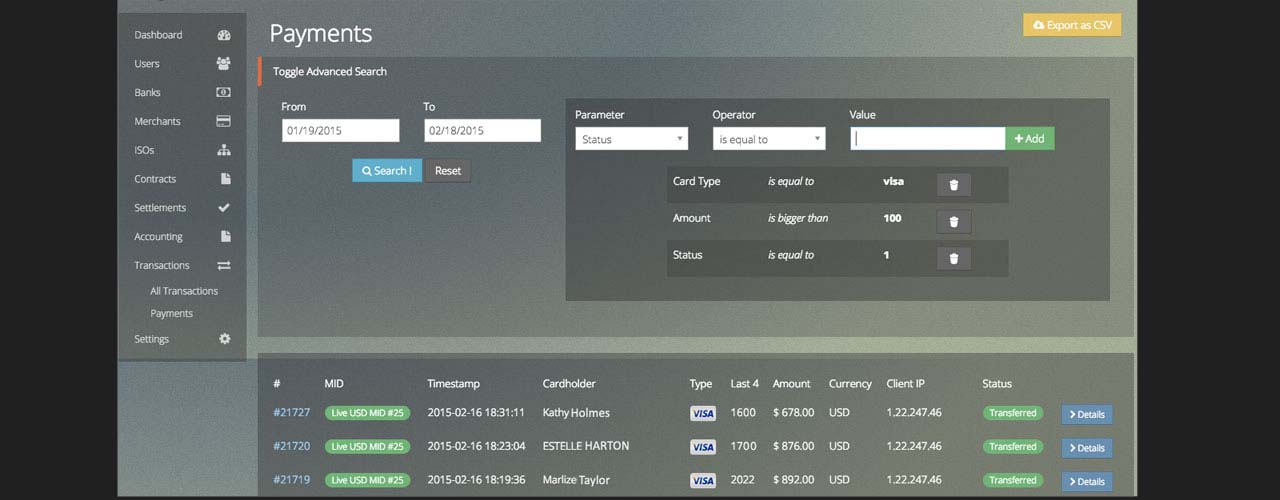 Dashboard
Users
Banks
Merchants
ISOs
Contracts
Settlements
Accounting
Transactions
All Transactions
Payments
Settings
Payments
Export as CSV
Toggle Advanced Search
From To
01/19/2015 02/18/2015
Search ! Reset
Parameter Operator Value
Status is equal to + Add
Card Type is equal to visa
Amount is bigger than 100
Status is equal to 1
# MID Timestamp Cardholder Type Last 4 Amount Currency Client IP Status
#21727 Live USD MID #25 2015-02-16 18:31:11 Kathy Holmes VISA 1600 $ 678.00 USD 1.22.247.46 Transferred > Details
#21720 Live USD MID #25 2015-02-16 18:23:04 ESTELLE HARTON VISA 1700 $ 876.00 USD 1.22.247.46 Transferred > Details
#21719 Live USD MID #25 2015-02-16 18:19:36 Marlize Taylor VISA 2022 $ 892.00 USD 1.22.247.46 Transferred > Details